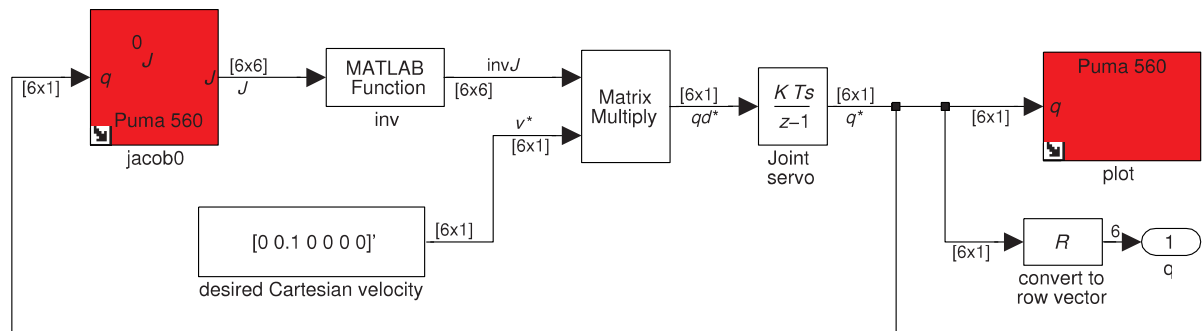 0
J
q
J
Puma 560
jacob0
[6x1]
[6x6]
J
MATLAB
Function
inv
invJ
[6x6]
v*
[6x1]
[0 0.1 0 0 0 0]'
desired Cartesian velocity
[6x1]
Matrix
Multiply
[6x1]
qd*
K Ts
z–1
Joint
servo
[6x1]
q*
[6x1]
Puma 560
q
plot
[6x1]
R
convert to
row vector
6
1
q